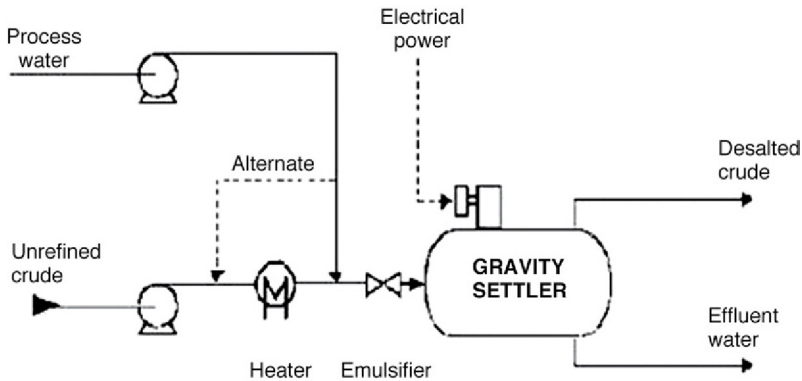 Electrical
power
Process
water
Alternate
Desalted
crude
Unrefined
crude
GRAVITY
SETTLER
Effluent
water
Heater
Emulsifier